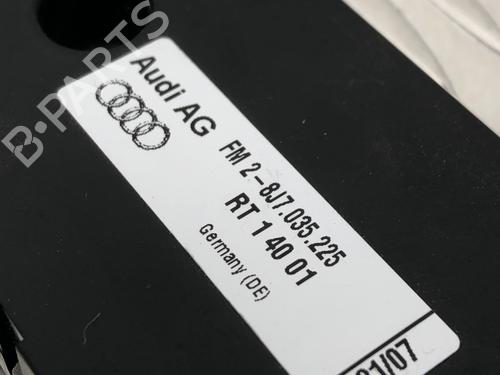 Audi AG
FM 2-8J7.035.225
RT 1 40 01
Germany (DE)
01/07
B-PARTS